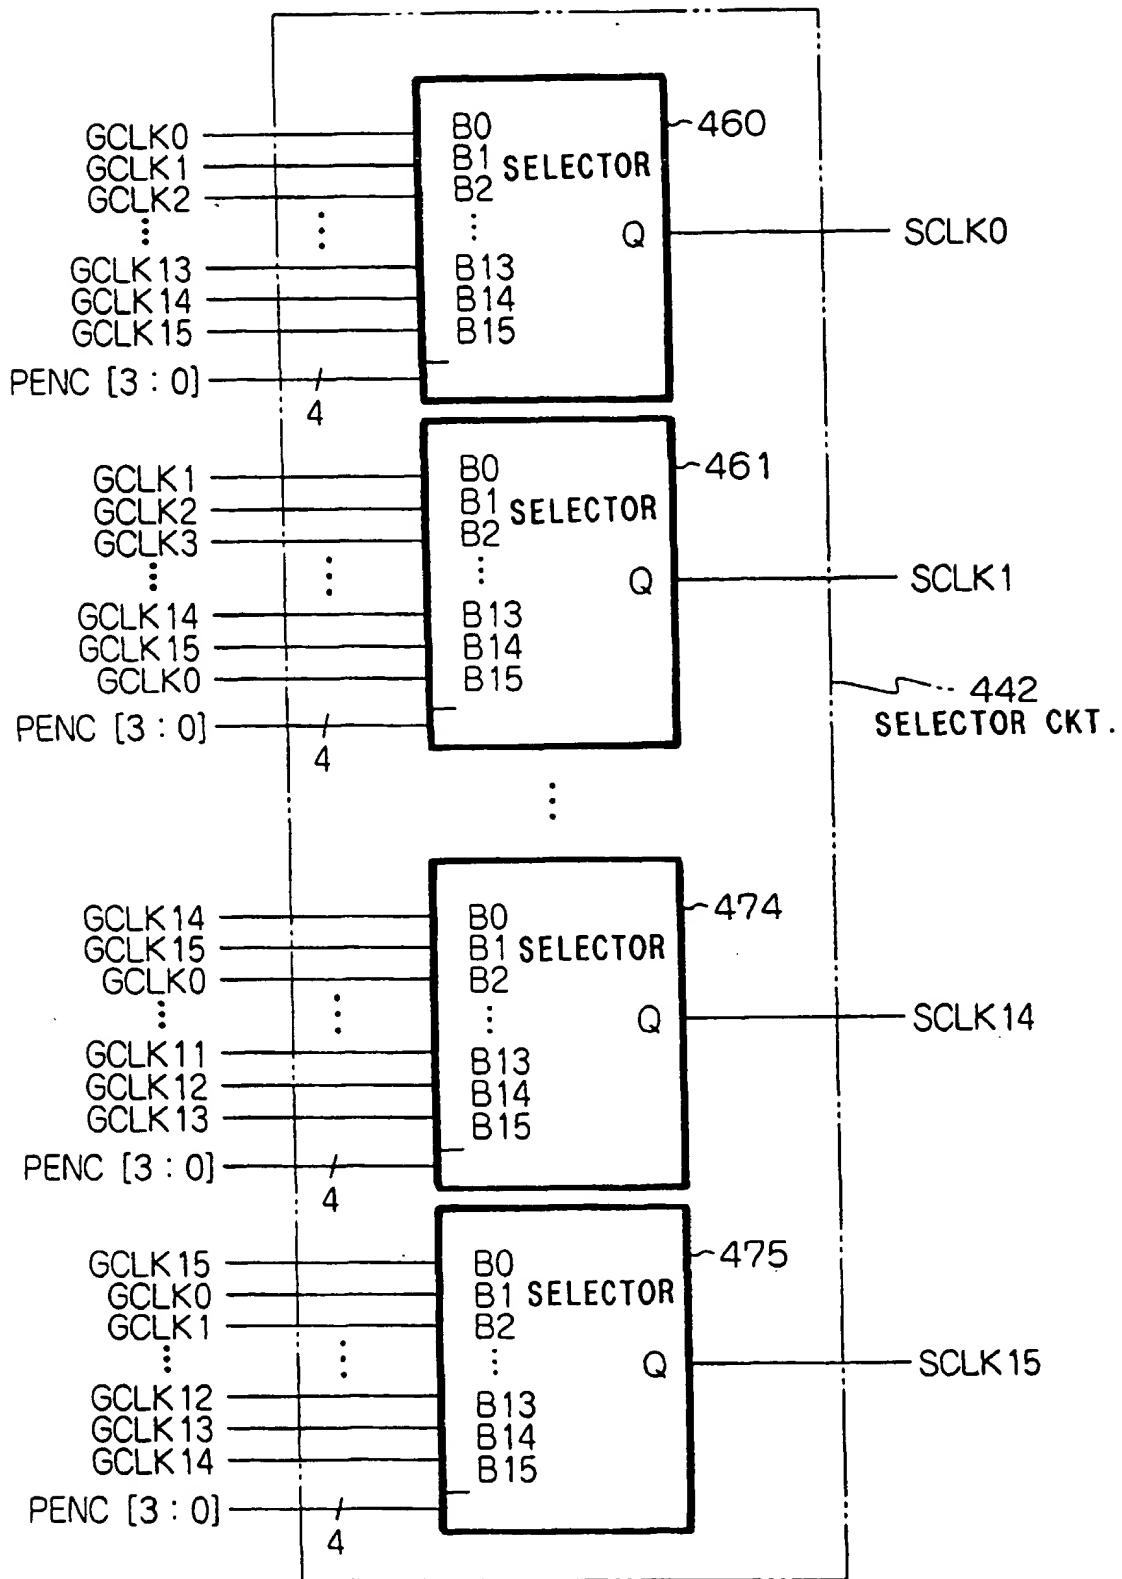 GCLK0 B0 460
GCLK1 B1 SELECTOR
GCLK2 B2
Q SCLK0
GCLK13 B13
GCLK14 B14
GCLK15 B15
PENC [3 : 0] 4
GCLK1 B0 461
GCLK2 B1 SELECTOR
GCLK3 B2
Q SCLK1
GCLK14 B13
GCLK15 B14
GCLK0 B15
442
SELECTOR CKT.
PENC [3 : 0] 4
GCLK14 B0 474
GCLK15 B1 SELECTOR
GCLK0 B2
Q SCLK14
GCLK11 B13
GCLK12 B14
GCLK13 B15
PENC [3 : 0] 4
GCLK15 B0 475
GCLK0 B1 SELECTOR
GCLK1 B2
Q SCLK15
GCLK12 B13
GCLK13 B14
GCLK14 B15
PENC [3 : 0] 4